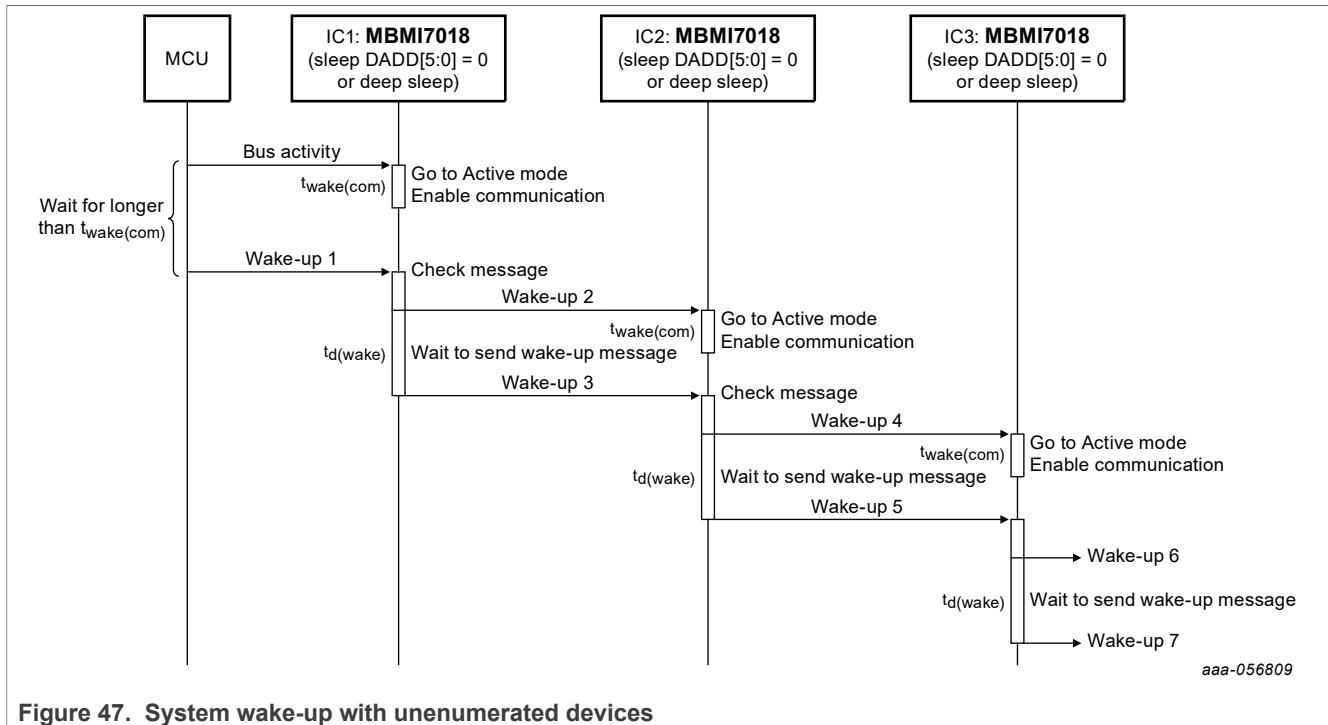 MCU
IC1: MBMI7018
(sleep DADD[5:0] = 0
or deep sleep)
IC2: MBMI7018
(sleep DADD[5:0] = 0
or deep sleep)
IC3: MBMI7018
(sleep DADD[5:0] = 0
or deep sleep)
Bus activity
twake(com)
Go to Active mode
Enable communication
Wait for longer
than twake(com)
Wake-up 1
Check message
Wake-up 2
twake(com)
Go to Active mode
Enable communication
td(wake)
Wait to send wake-up message
Wake-up 3
Check message
Wake-up 4
twake(com)
Go to Active mode
Enable communication
td(wake)
Wait to send wake-up message
Wake-up 5
Wake-up 6
td(wake)
Wait to send wake-up message
Wake-up 7
aaa-056809
Figure 47. System wake-up with unenumerated devices